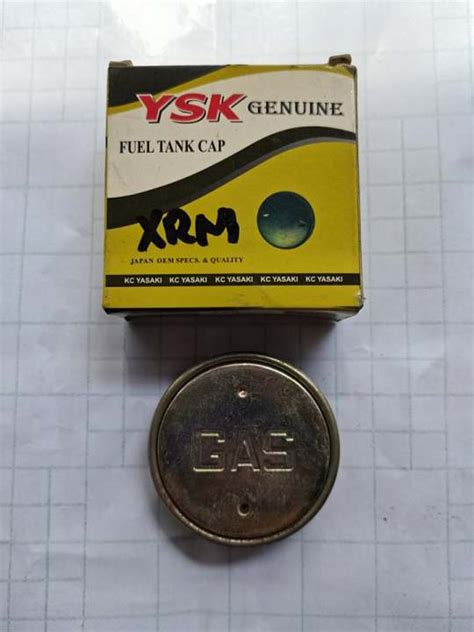 YSK GENUINE
FUEL TANK CAP
XRM
JAPAN OEM SPECS. & QUALITY
KC YASAKI KC YASAKI KC YASAKI KC YASAKI KC YASAKI
GAS